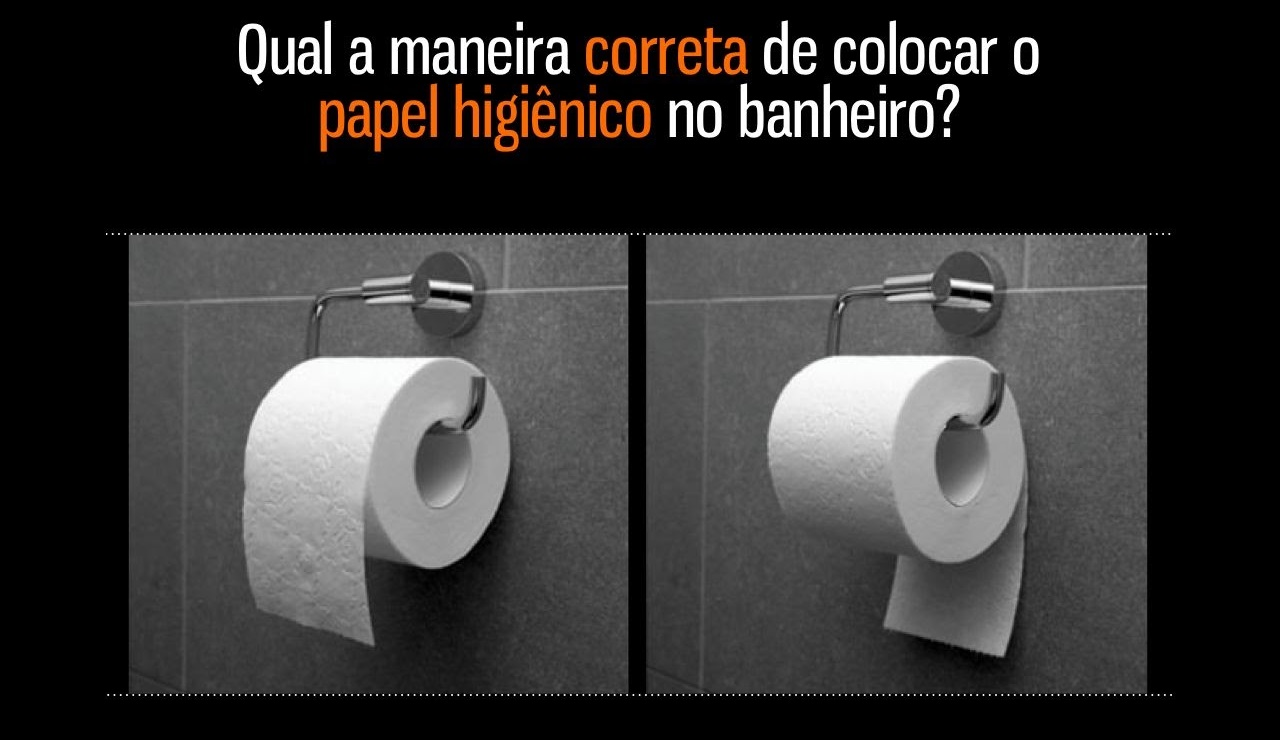 Qual a maneira correta de colocar o
papel higiênico no banheiro?